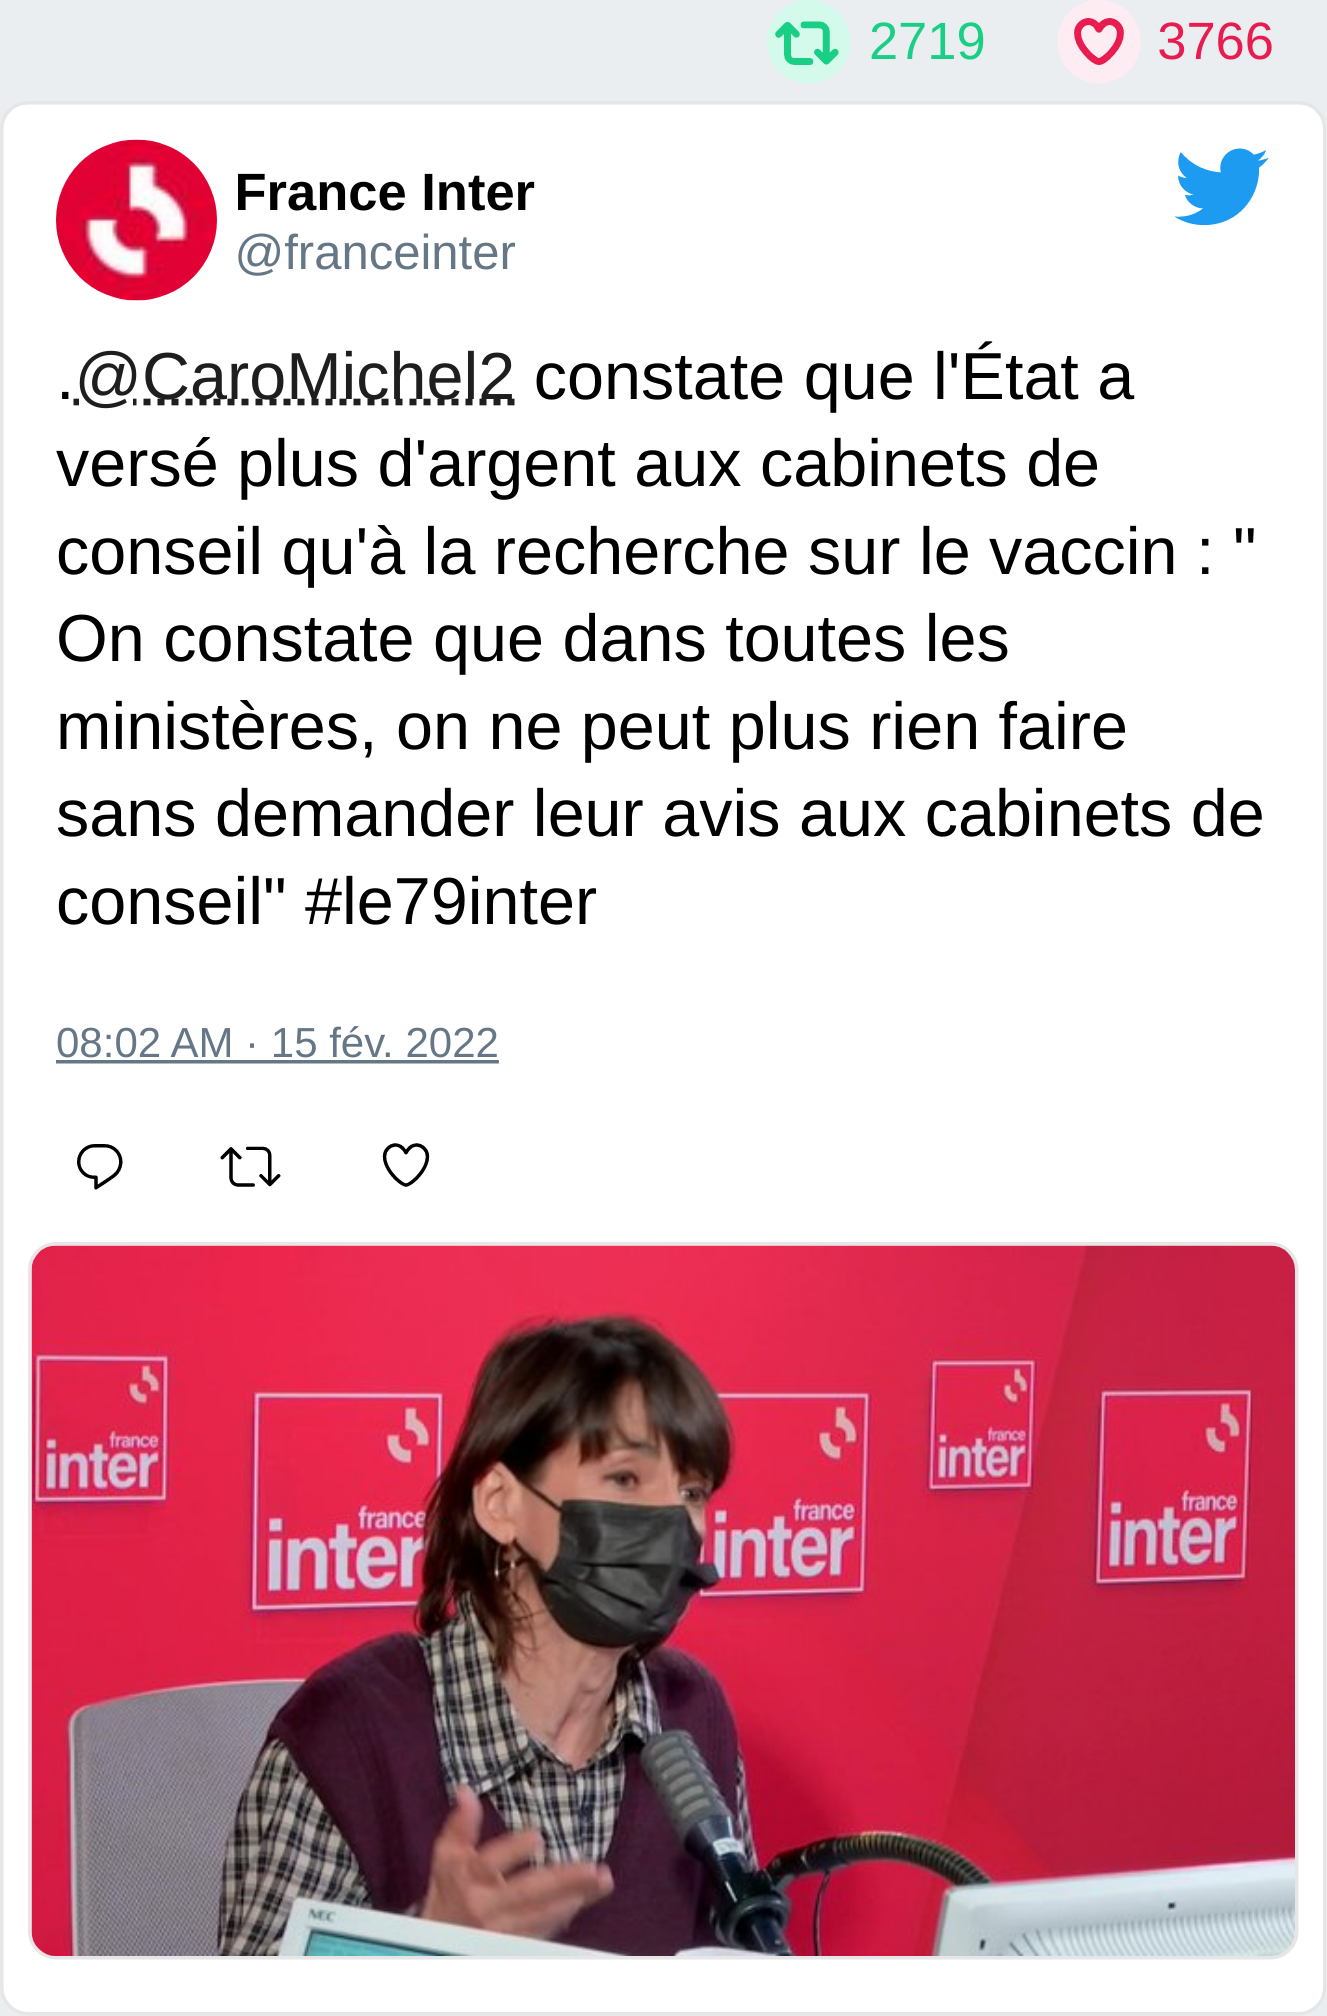 2719 3766
France Inter
@franceinter
.@CaroMichel2 constate que l'État a
versé plus d'argent aux cabinets de
conseil qu'à la recherche sur le vaccin : "
On constate que dans toutes les
ministères, on ne peut plus rien faire
sans demander leur avis aux cabinets de
conseil" #le79inter
08:02 AM · 15 fév. 2022
france
inter
france
inter
france
inter
france
inter
france
inter
NEC